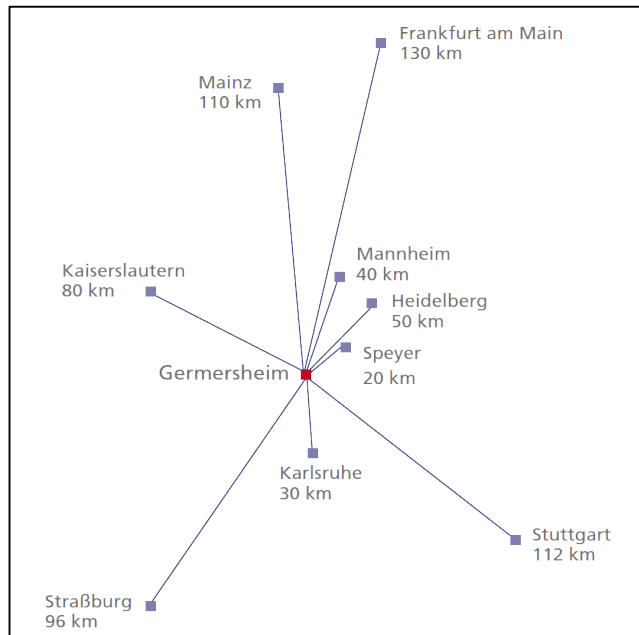 Frankfurt am Main
130 km
Mainz
110 km
Mannheim
40 km
Kaiserslautern
80 km
Heidelberg
50 km
Speyer
20 km
Germersheim
Karlsruhe
30 km
Stuttgart
112 km
Straßburg
96 km